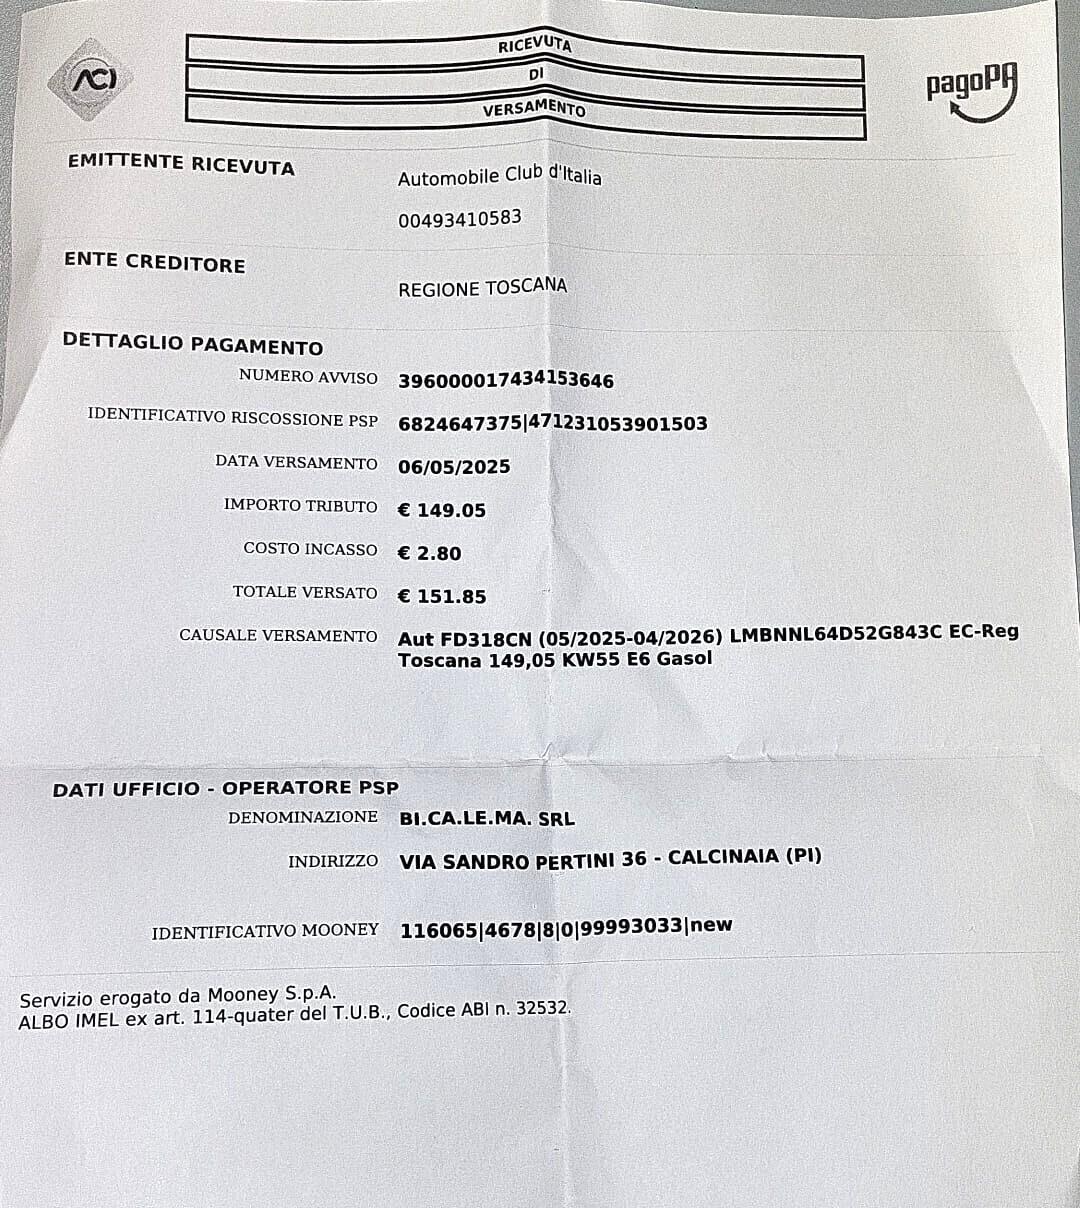 ACI
RICEVUTA
DI
VERSAMENTO
pagoPA
EMITTENTE RICEVUTA
Automobile Club d'Italia
00493410583
ENTE CREDITORE
REGIONE TOSCANA
DETTAGLIO PAGAMENTO
NUMERO AVVISO 396000017434153646
IDENTIFICATIVO RISCOSSIONE PSP 6824647375|471231053901503
DATA VERSAMENTO 06/05/2025
IMPORTO TRIBUTO € 149.05
COSTO INCASSO € 2.80
TOTALE VERSATO € 151.85
CAUSALE VERSAMENTO Aut FD318CN (05/2025-04/2026) LMBNNL64D52G843C EC-Reg
Toscana 149,05 KW55 E6 Gasol
DATI UFFICIO - OPERATORE PSP
DENOMINAZIONE BI.CA.LE.MA. SRL
INDIRIZZO VIA SANDRO PERTINI 36 - CALCINAIA (PI)
IDENTIFICATIVO MOONEY 116065|4678|8|0|99993033|new
Servizio erogato da Mooney S.p.A.
ALBO IMEL ex art. 114-quater del T.U.B., Codice ABI n. 32532.